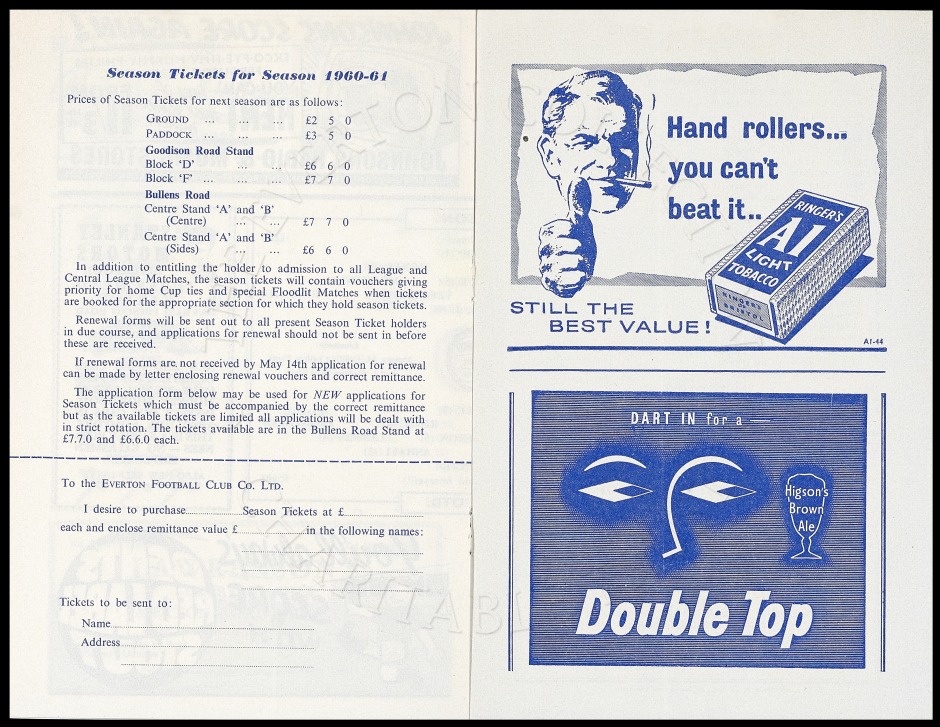 Season Tickets for Season 1960-61
Prices of Season Tickets for next season are as follows:
GROUND ... ... ... £2 5 0
PADDOCK ... ... ... £3 5 0
Goodison Road Stand
Block 'D' ... ... £6 6 0
Block 'F' ... ... £7 7 0
Bullens Road
Centre Stand 'A' and 'B'
(Centre) ... ... £7 7 0
Centre Stand 'A' and 'B'
(Sides) ... ... £6 6 0
In addition to entitling the holder to admission to all League and
Central League Matches, the season tickets will contain vouchers giving
priority for home Cup ties and special Floodlit Matches when tickets
are booked for the appropriate section for which they hold season tickets.
Renewal forms will be sent out to all present Season Ticket holders
in due course, and applications for renewal should not be sent in before
these are received.
If renewal forms are not received by May 14th application for renewal
can be made by letter enclosing renewal vouchers and correct remittance.
The application form below may be used for NEW applications for
Season Tickets which must be accompanied by the correct remittance
but as the available tickets are limited all applications will be dealt with
in strict rotation. The tickets available are in the Bullens Road Stand at
£7.7.0 and £6.6.0 each.
To the EVERTON FOOTBALL CLUB CO. LTD.
I desire to purchase Season Tickets at £
each and enclose remittance value £ in the following names:
Tickets to be sent to:
Name
Address
Hand rollers...
you can't
beat it..
RINGER'S
A1
LIGHT
TOBACCO
RINGERS
OF
BRISTOL
STILL THE
BEST VALUE!
A1-44
DART IN for a
Higson's
Brown
Ale
Double Top